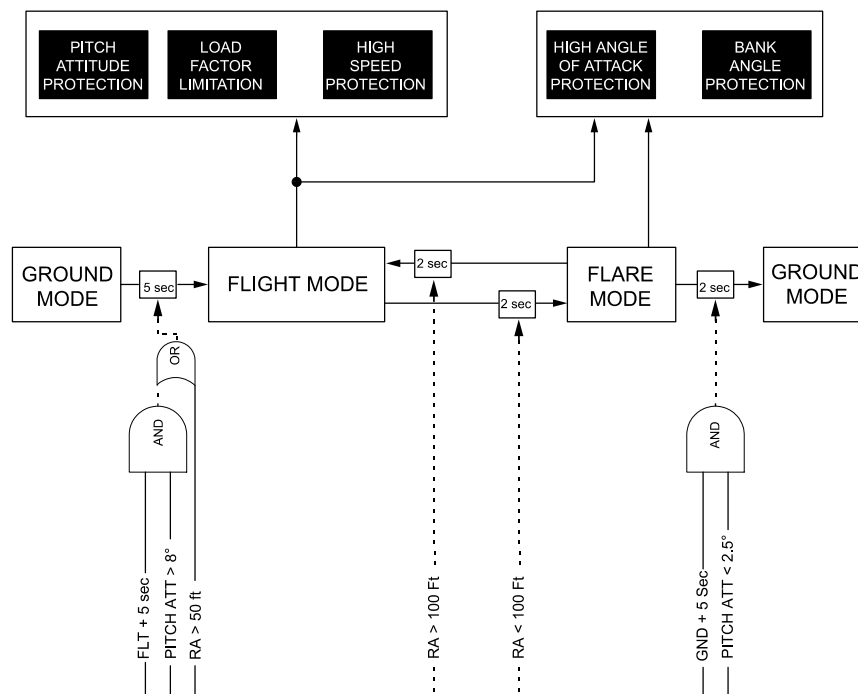 PITCH
ATTITUDE
PROTECTION
LOAD
FACTOR
LIMITATION
HIGH
SPEED
PROTECTION
HIGH ANGLE
OF ATTACK
PROTECTION
BANK
ANGLE
PROTECTION
GROUND
MODE
5 sec
FLIGHT MODE
2 sec
2 sec
FLARE
MODE
2 sec
GROUND
MODE
OR
AND
AND
FLT + 5 sec
PITCH ATT > 8°
RA > 50 ft
RA > 100 Ft
RA < 100 Ft
GND + 5 Sec
PITCH ATT < 2.5°